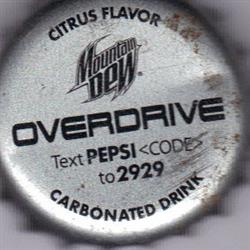 CITRUS FLAVOR
Mountain
DEW
OVERDRIVE
Text PEPSI <CODE>
to 2929
CARBONATED DRINK